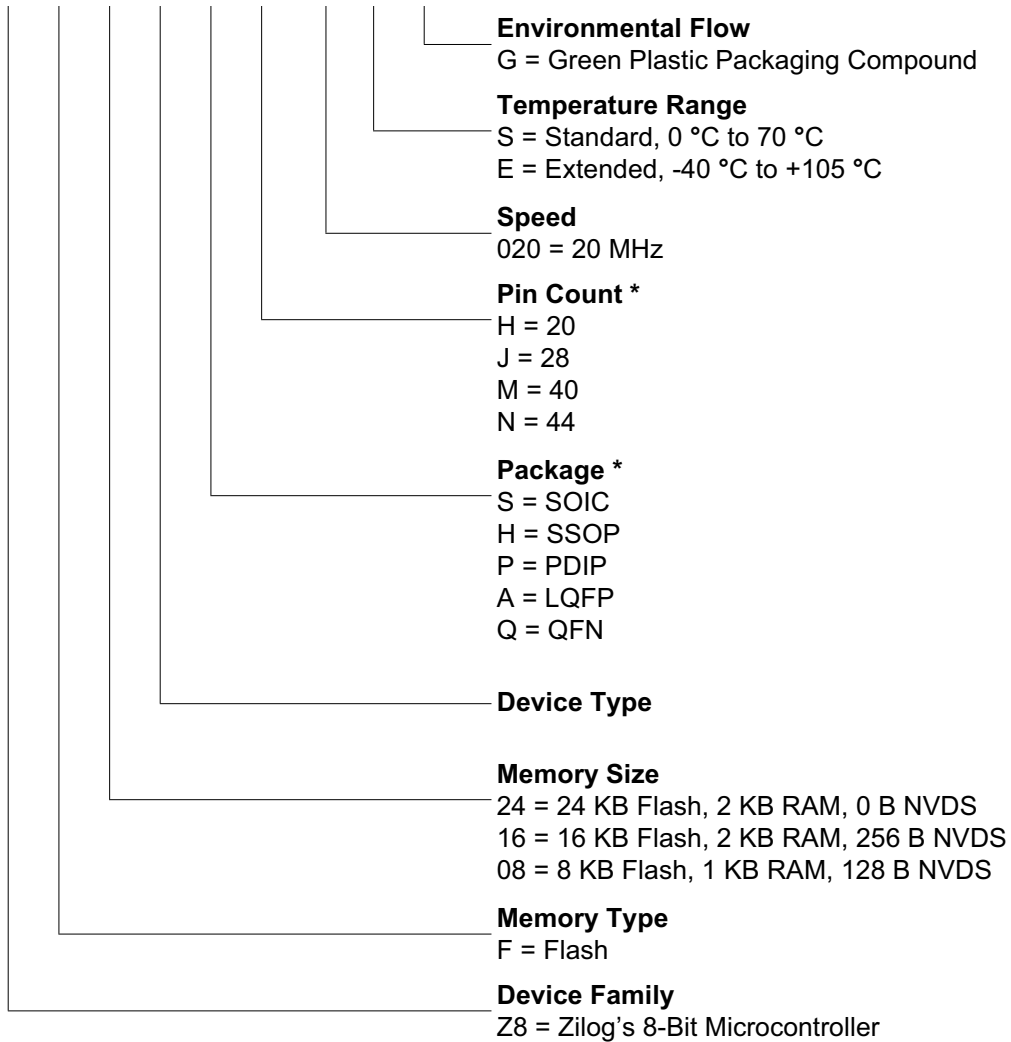 Environmental Flow
G = Green Plastic Packaging Compound
Temperature Range
S = Standard, 0 °C to 70 °C
E = Extended, -40 °C to +105 °C
Speed
020 = 20 MHz
Pin Count *
H = 20
J = 28
M = 40
N = 44
Package *
S = SOIC
H = SSOP
P = PDIP
A = LQFP
Q = QFN
Device Type
Memory Size
24 = 24 KB Flash, 2 KB RAM, 0 B NVDS
16 = 16 KB Flash, 2 KB RAM, 256 B NVDS
08 = 8 KB Flash, 1 KB RAM, 128 B NVDS
Memory Type
F = Flash
Device Family
Z8 = Zilog's 8-Bit Microcontroller